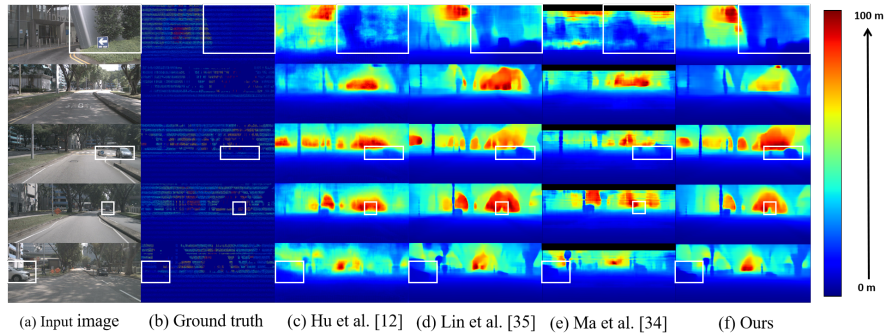 100 m
0 m
(a) Input image (b) Ground truth (c) Hu et al. [12] (d) Lin et al. [35] (e) Ma et al. [34] (f) Ours